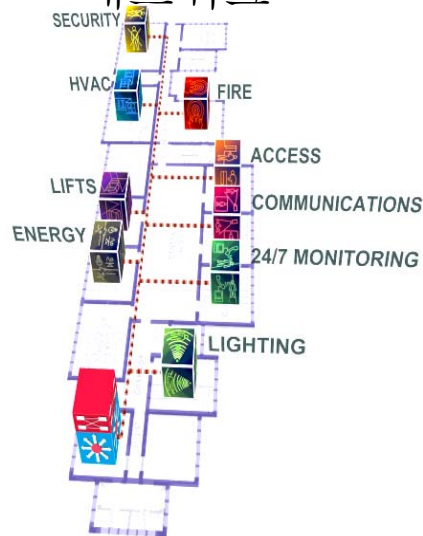 SECURITY
HVAC
FIRE
ACCESS
LIFTS
COMMUNICATIONS
ENERGY
24/7 MONITORING
LIGHTING